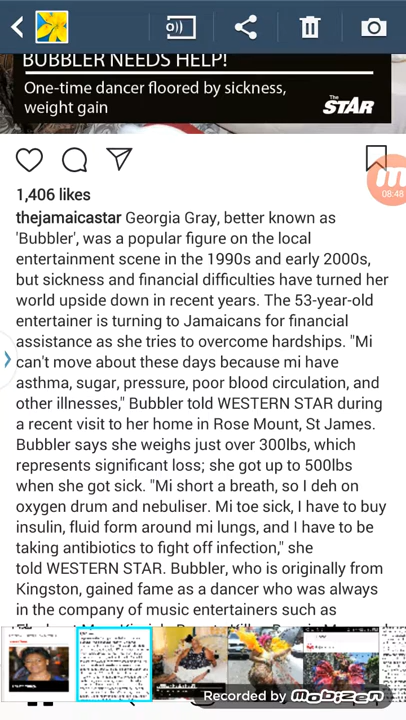 BUBBLER NEEDS HELP!
One-time dancer floored by sickness,
weight gain
The
STAR
1,406 likes
08:48
thejamaicastar Georgia Gray, better known as
'Bubbler', was a popular figure on the local
entertainment scene in the 1990s and early 2000s,
but sickness and financial difficulties have turned her
world upside down in recent years. The 53-year-old
entertainer is turning to Jamaicans for financial
assistance as she tries to overcome hardships. "Mi
can't move about these days because mi have
asthma, sugar, pressure, poor blood circulation, and
other illnesses," Bubbler told WESTERN STAR during
a recent visit to her home in Rose Mount, St James.
Bubbler says she weighs just over 300lbs, which
represents significant loss; she got up to 500lbs
when she got sick. "Mi short a breath, so I deh on
oxygen drum and nebuliser. Mi toe sick, I have to buy
insulin, fluid form around mi lungs, and I have to be
taking antibiotics to fight off infection," she
told WESTERN STAR. Bubbler, who is originally from
Kingston, gained fame as a dancer who was always
in the company of music entertainers such as
Recorded by mobizen